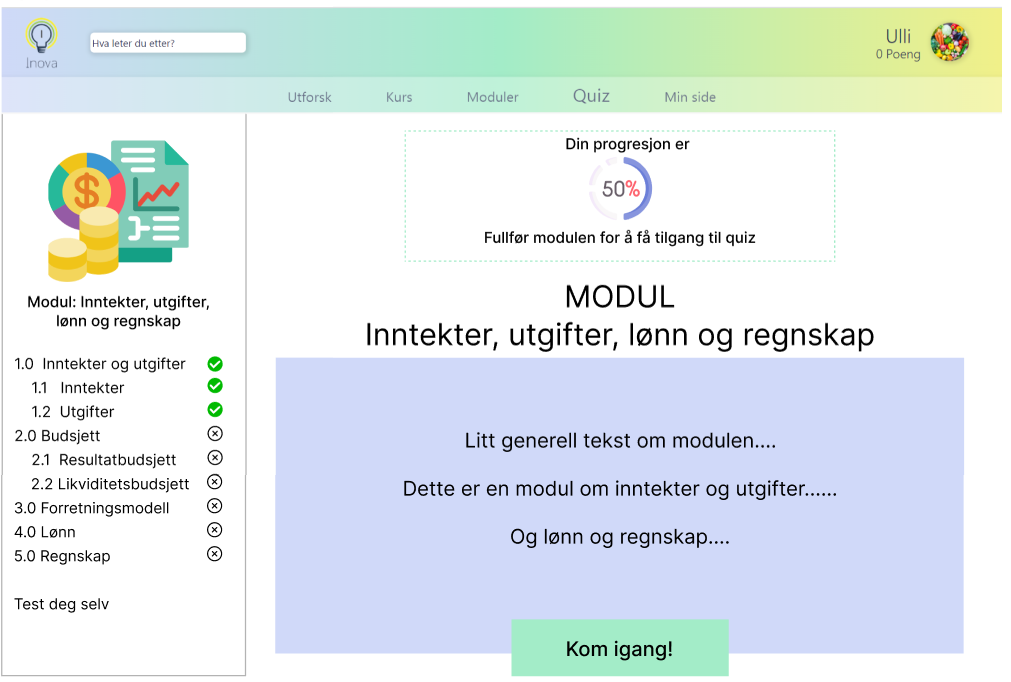 Inova
Hva leter du etter?
Ulli
0 Poeng
Utforsk Kurs Moduler Quiz Min side
Modul: Inntekter, utgifter,
lønn og regnskap
1.0 Inntekter og utgifter
1.1 Inntekter
1.2 Utgifter
2.0 Budsjett
2.1 Resultatbudsjett
2.2 Likviditetsbudsjett
3.0 Forretningsmodell
4.0 Lønn
5.0 Regnskap
Test deg selv
Din progresjon er
50%
Fullfør modulen for å få tilgang til quiz
MODUL
Inntekter, utgifter, lønn og regnskap
Litt generell tekst om modulen....
Dette er en modul om inntekter og utgifter......
Og lønn og regnskap....
Kom igang!